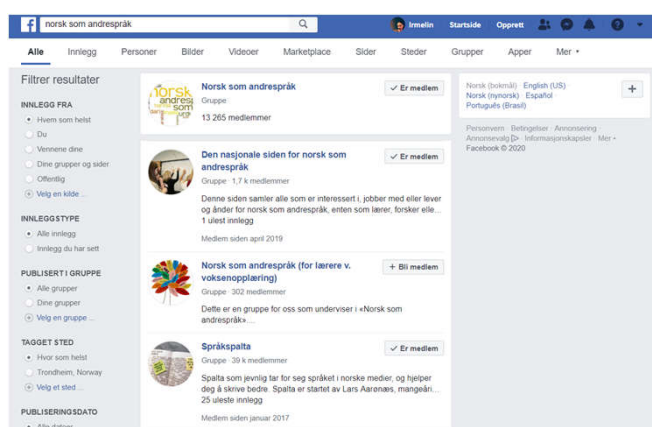 norsk som andrespråk
Irmelin Startside Opprett
Alle Innlegg Personer Bilder Videoer Marketplace Sider Steder Grupper Apper Mer
Filtrer resultater
INNLEGG FRA
Hvem som helst
Du
Vennene dine
Dine grupper og sider
Offentlig
Velg en kilde ...
INNLEGGSTYPE
Alle innlegg
Innlegg du har sett
PUBLISERT I GRUPPE
Alle grupper
Dine grupper
Velg en gruppe ...
TAGGET STED
Hvor som helst
Trondheim, Norway
Velg et sted ...
PUBLISERINGSDATO
Alle datoer
norsk
andres
som
Norsk som andrespråk
Er medlem
Gruppe
13 265 medlemmer
Den nasjonale siden for norsk som
andrespråk
Er medlem
Gruppe · 1,7 k medlemmer
Denne siden samler alle som er interessert i, jobber med eller lever
og ånder for norsk som andrespråk, enten som lærer, forsker elle...
1 ulest innlegg
Medlem siden april 2019
Norsk som andrespråk (for lærere v.
voksenopplæring)
+ Bli medlem
Gruppe · 302 medlemmer
Dette er en gruppe for oss som underviser i «Norsk som
andrespråk»...
Språkspalta
Er medlem
Gruppe · 39 k medlemmer
Spalta som jevnlig tar for seg språket i norske medier, og hjelper
deg å skrive bedre. Spalta er startet av Lars Aarønæs, mangeåri...
25 uleste innlegg
Medlem siden januar 2017
Norsk (bokmål) · English (US) ·
Norsk (nynorsk) · Español ·
Português (Brasil)
+
Personvern · Betingelser · Annonsering ·
Annonsevalg · Informasjonskapsler · Mer
Facebook © 2020